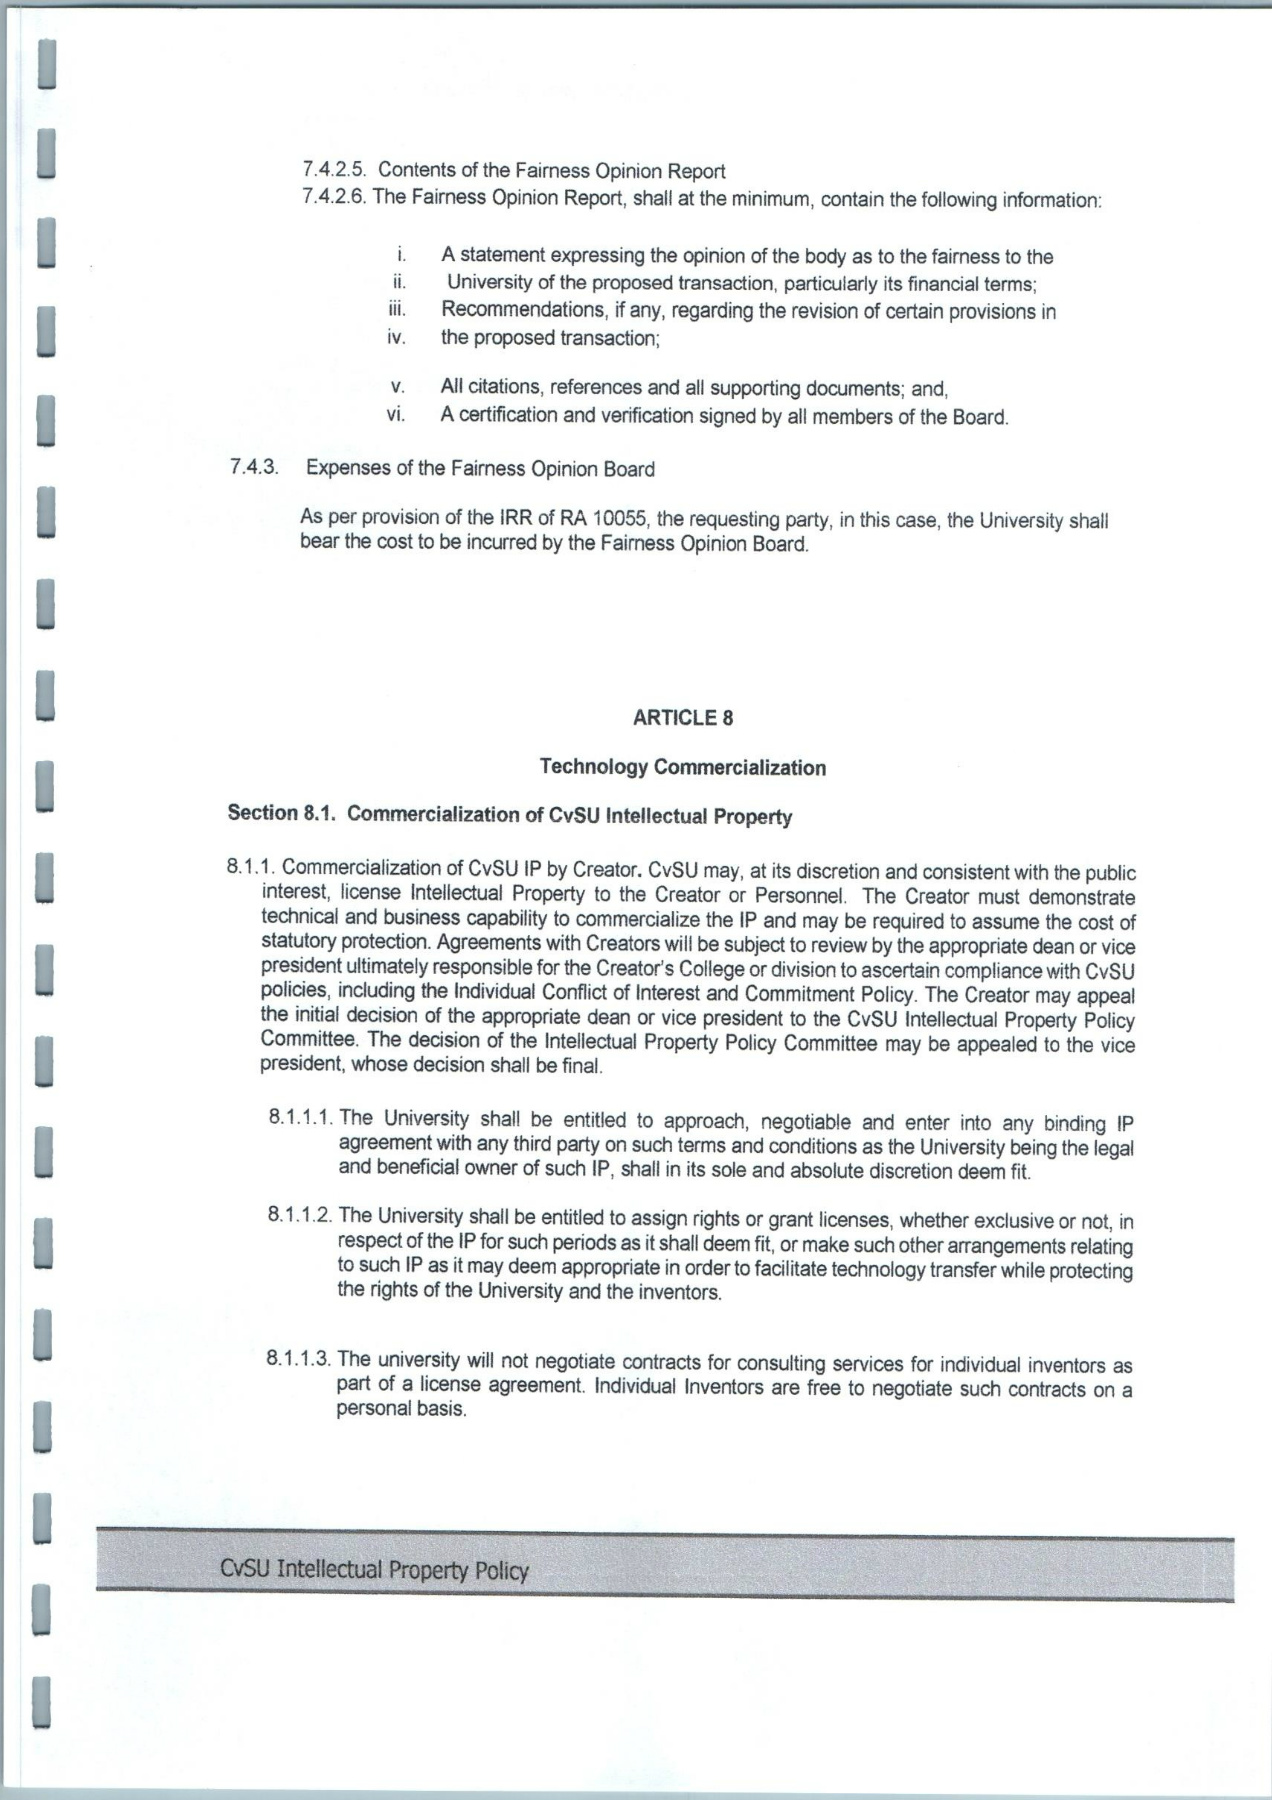 7.4.2.5. Contents of the Fairness Opinion Report
7.4.2.6. The Fairness Opinion Report, shall at the minimum, contain the following information:
i. A statement expressing the opinion of the body as to the fairness to the
ii. University of the proposed transaction, particularly its financial terms;
iii. Recommendations, if any, regarding the revision of certain provisions in
iv. the proposed transaction;
v. All citations, references and all supporting documents; and,
vi. A certification and verification signed by all members of the Board.
7.4.3. Expenses of the Fairness Opinion Board
As per provision of the IRR of RA 10055, the requesting party, in this case, the University shall
bear the cost to be incurred by the Fairness Opinion Board.
ARTICLE 8
Technology Commercialization
Section 8.1. Commercialization of CvSU Intellectual Property
8.1.1. Commercialization of CvSU IP by Creator. CvSU may, at its discretion and consistent with the public
interest, license Intellectual Property to the Creator or Personnel. The Creator must demonstrate
technical and business capability to commercialize the IP and may be required to assume the cost of
statutory protection. Agreements with Creators will be subject to review by the appropriate dean or vice
president ultimately responsible for the Creator's College or division to ascertain compliance with CvSU
policies, including the Individual Conflict of Interest and Commitment Policy. The Creator may appeal
the initial decision of the appropriate dean or vice president to the CvSU Intellectual Property Policy
Committee. The decision of the Intellectual Property Policy Committee may be appealed to the vice
president, whose decision shall be final.
8.1.1.1. The University shall be entitled to approach, negotiable and enter into any binding IP
agreement with any third party on such terms and conditions as the University being the legal
and beneficial owner of such IP, shall in its sole and absolute discretion deem fit.
8.1.1.2. The University shall be entitled to assign rights or grant licenses, whether exclusive or not, in
respect of the IP for such periods as it shall deem fit, or make such other arrangements relating
to such IP as it may deem appropriate in order to facilitate technology transfer while protecting
the rights of the University and the inventors.
8.1.1.3. The university will not negotiate contracts for consulting services for individual inventors as
part of a license agreement. Individual Inventors are free to negotiate such contracts on a
personal basis.
CvSU Intellectual Property Policy